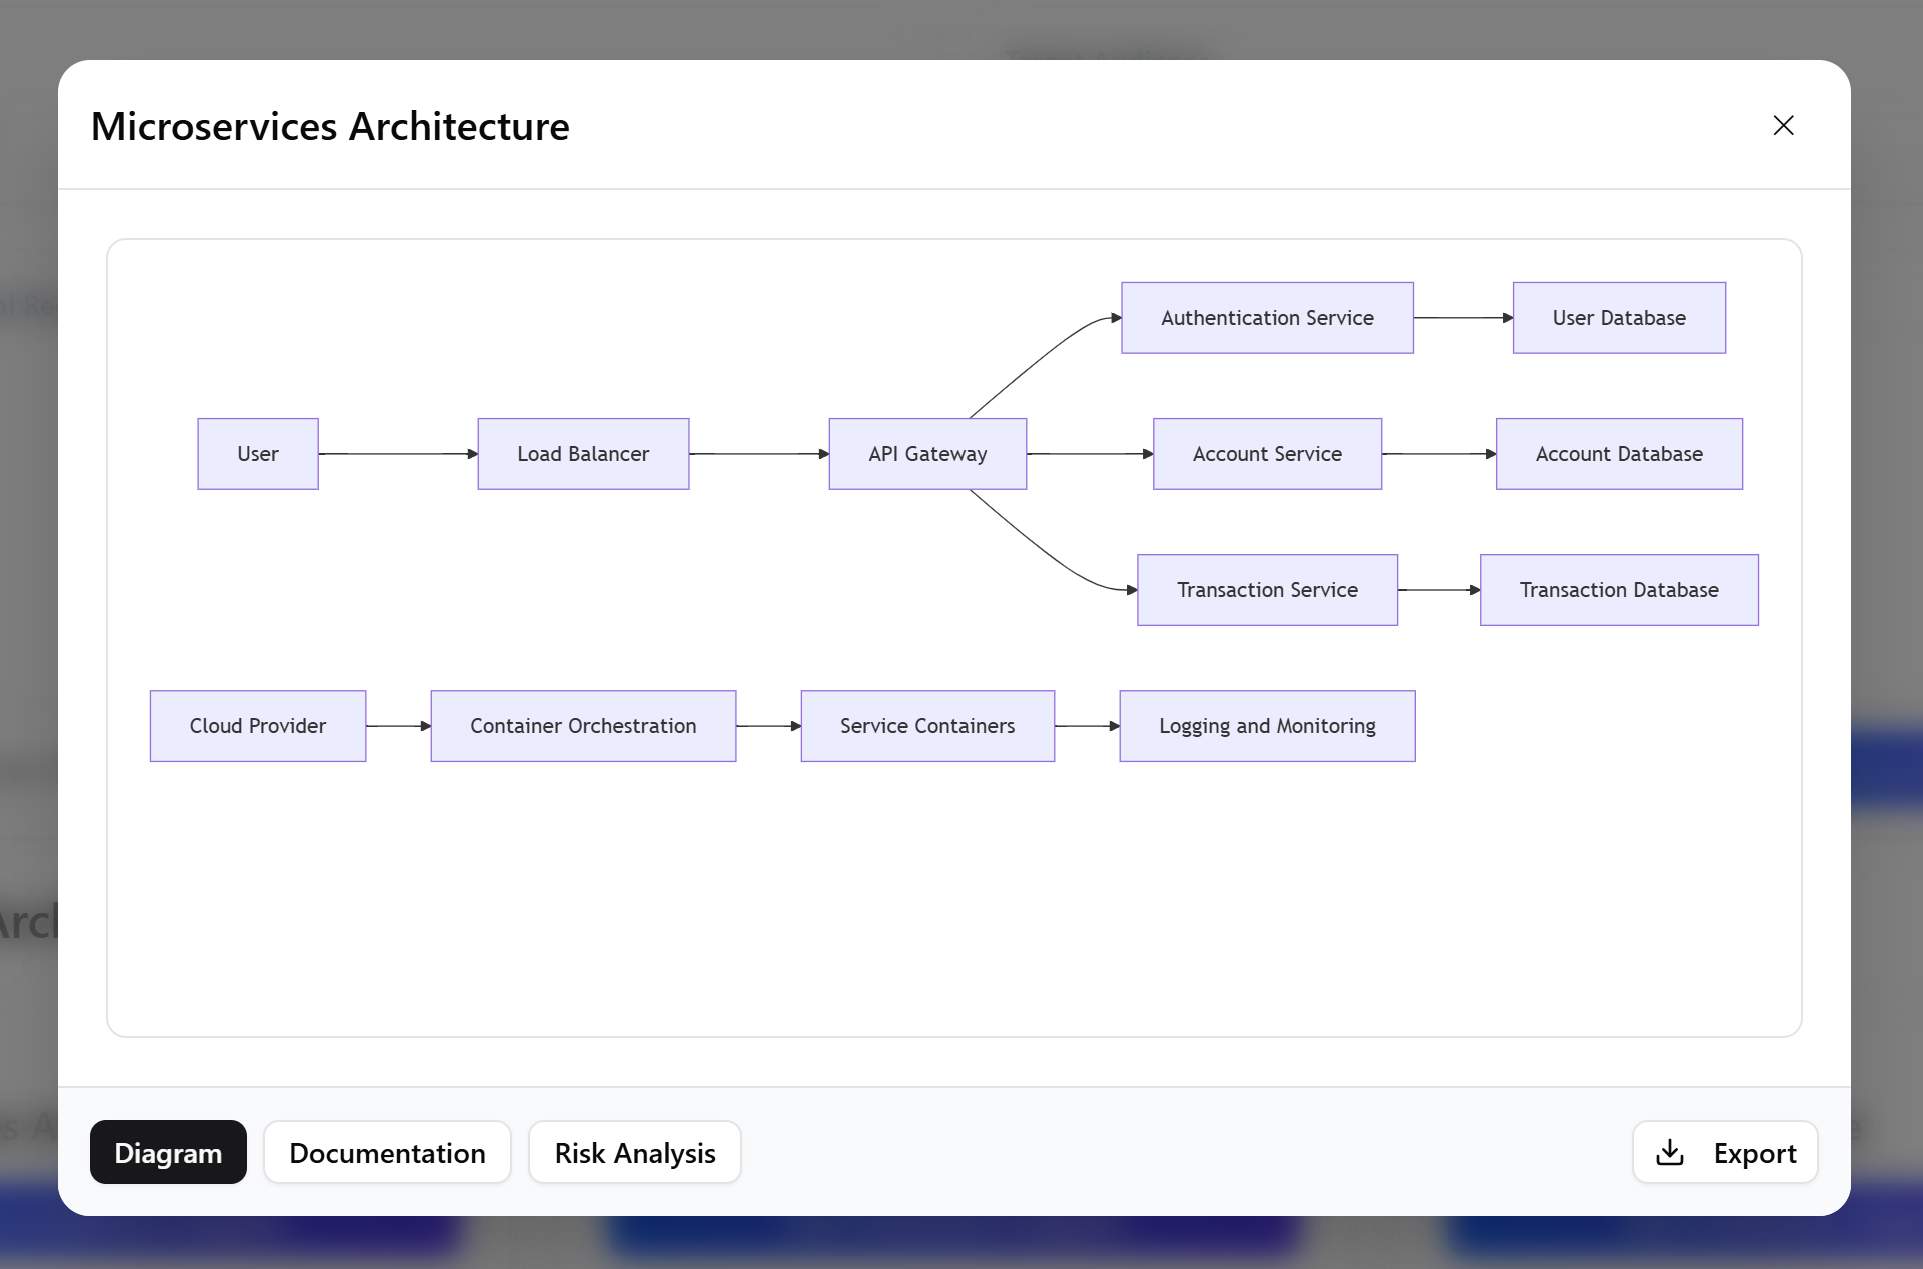 Microservices Architecture
Authentication Service
User Database
User
Load Balancer
API Gateway
Account Service
Account Database
Transaction Service
Transaction Database
Cloud Provider
Container Orchestration
Service Containers
Logging and Monitoring
Diagram
Documentation
Risk Analysis
Export